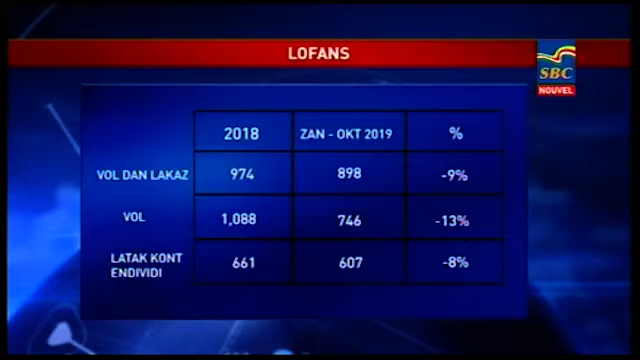 LOFANS
SBC
NOUVEL
2018 ZAN - OKT 2019 %
VOL DAN LAKAZ 974 898 -9%
VOL 1,088 746 -13%
LATAK KONT
ENDIVIDI 661 607 -8%